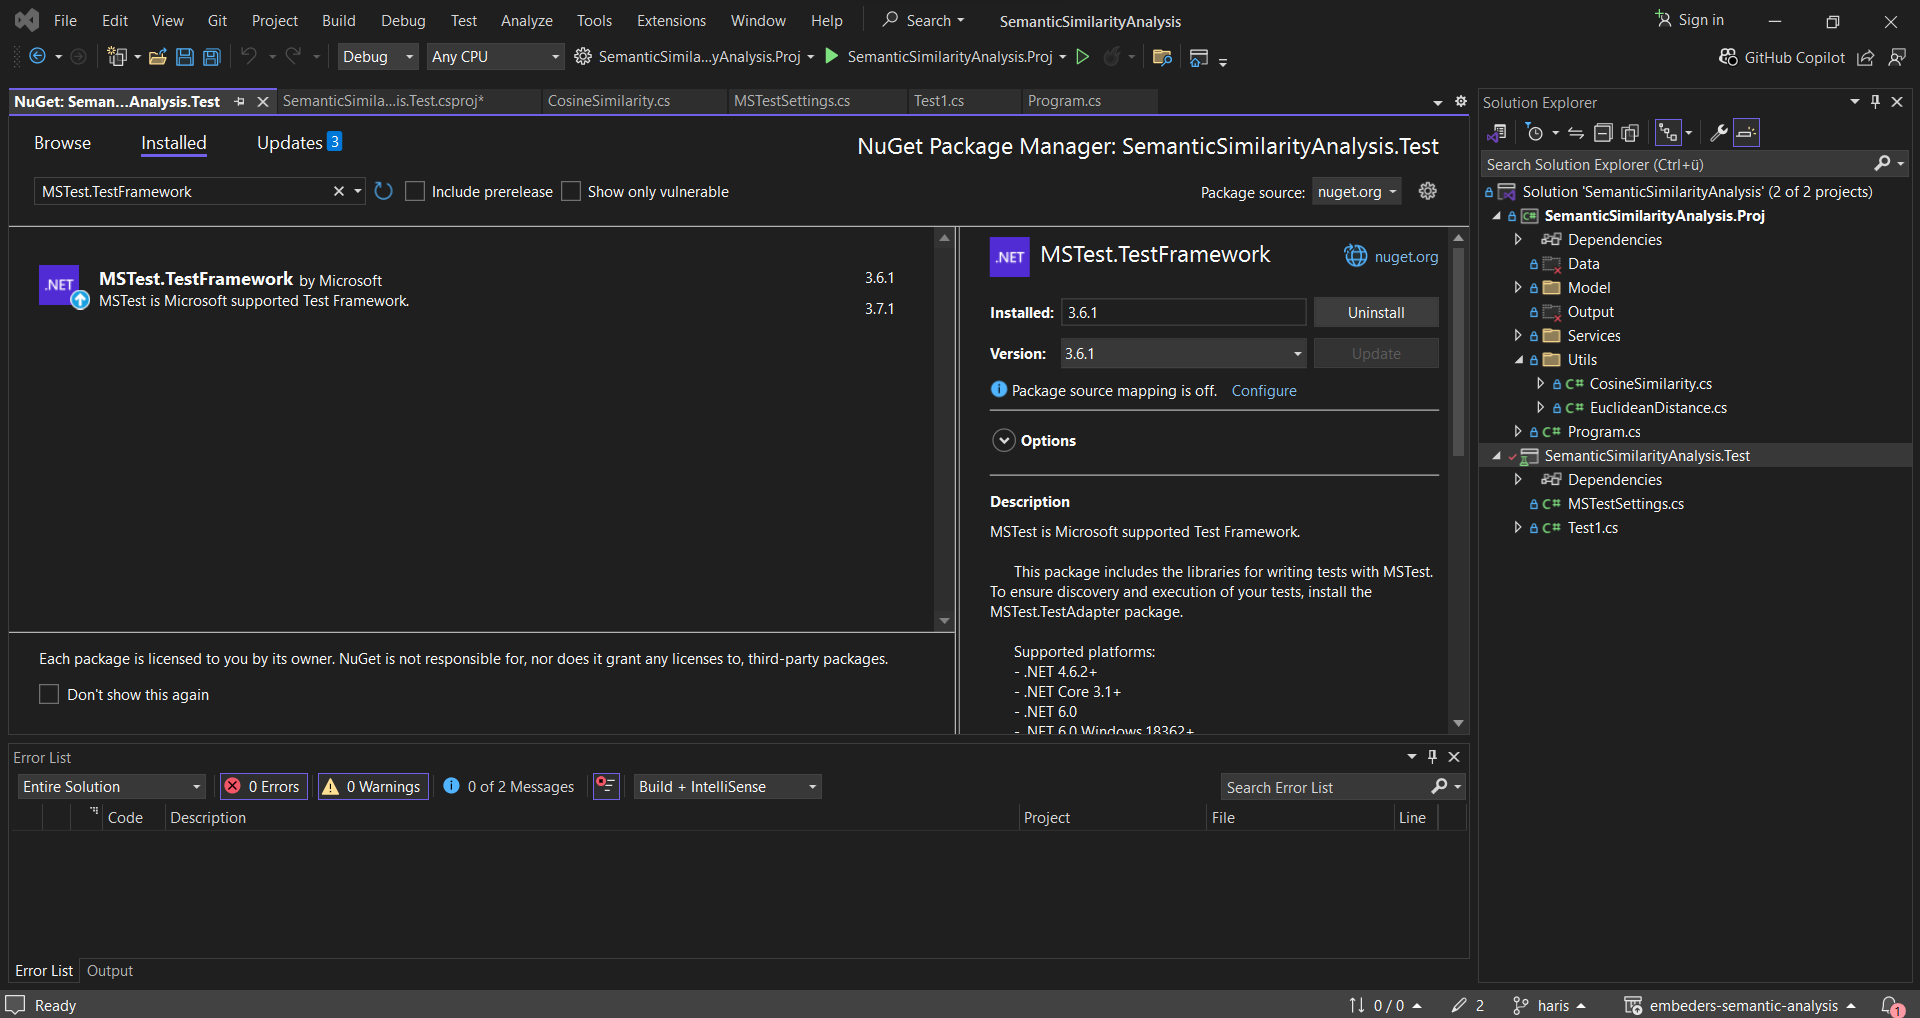 File Edit View Git Project Build Debug Test Analyze Tools Extensions Window Help Search SemanticSimilarityAnalysis Sign in
Debug Any CPU SemanticSimila...yAnalysis.Proj SemanticSimilarityAnalysis.Proj GitHub Copilot
NuGet: Seman...Analysis.Test SemanticSimila...is.Test.csproj* CosineSimilarity.cs MSTestSettings.cs Test1.cs Program.cs
Browse Installed Updates 3
NuGet Package Manager: SemanticSimilarityAnalysis.Test
MSTest.TestFramework Include prerelease Show only vulnerable
Package source: nuget.org
.NET
MSTest.TestFramework by Microsoft 3.6.1
MSTest is Microsoft supported Test Framework. 3.7.1
Each package is licensed to you by its owner. NuGet is not responsible for, nor does it grant any licenses to, third-party packages.
Don't show this again
.NET MSTest.TestFramework nuget.org
Installed: 3.6.1 Uninstall
Version: 3.6.1 Update
Package source mapping is off. Configure
Options
Description
MSTest is Microsoft supported Test Framework.
This package includes the libraries for writing tests with MSTest.
To ensure discovery and execution of your tests, install the
MSTest.TestAdapter package.
Supported platforms:
- .NET 4.6.2+
- .NET Core 3.1+
- .NET 6.0
- .NET 6.0 Windows.18362+
Error List
Entire Solution 0 Errors 0 Warnings 0 of 2 Messages Build + IntelliSense Search Error List
Code Description Project File Line
Error List Output
Solution Explorer
Search Solution Explorer (Ctrl+ü)
Solution 'SemanticSimilarityAnalysis' (2 of 2 projects)
SemanticSimilarityAnalysis.Proj
Dependencies
Data
Model
Output
Services
Utils
C# CosineSimilarity.cs
C# EuclideanDistance.cs
C# Program.cs
SemanticSimilarityAnalysis.Test
Dependencies
C# MSTestSettings.cs
C# Test1.cs
Ready 0 / 0 2 haris embeders-semantic-analysis 1